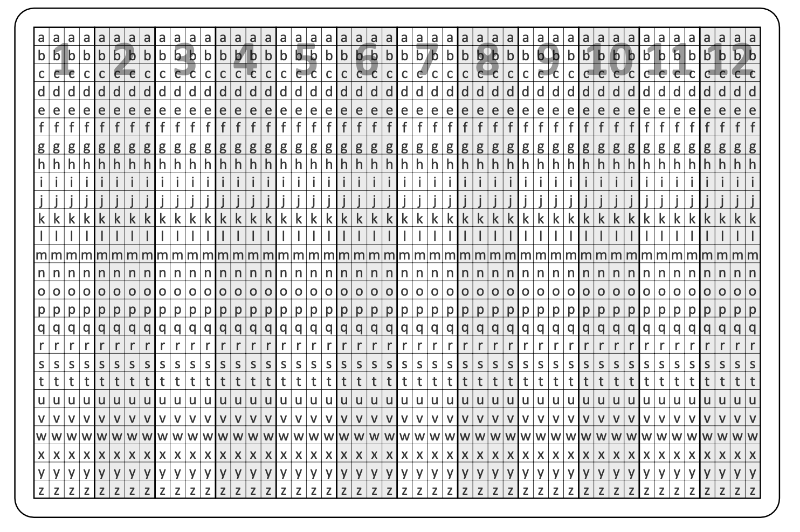 1 2 3 4 5 6 7 8 9 10 11 12
a a a a a a a a a a a a a a a a a a a a a a a a a a a a a a a a a a a a a a a a a a a a a a a a
b b b b b b b b b b b b b b b b b b b b b b b b b b b b b b b b b b b b b b b b b b b b b b b b
c c c c c c c c c c c c c c c c c c c c c c c c c c c c c c c c c c c c c c c c c c c c c c c c
d d d d d d d d d d d d d d d d d d d d d d d d d d d d d d d d d d d d d d d d d d d d d d d d
e e e e e e e e e e e e e e e e e e e e e e e e e e e e e e e e e e e e e e e e e e e e e e e e
f f f f f f f f f f f f f f f f f f f f f f f f f f f f f f f f f f f f f f f f f f f f f f f f
g g g g g g g g g g g g g g g g g g g g g g g g g g g g g g g g g g g g g g g g g g g g g g g g
h h h h h h h h h h h h h h h h h h h h h h h h h h h h h h h h h h h h h h h h h h h h h h h h
i i i i i i i i i i i i i i i i i i i i i i i i i i i i i i i i i i i i i i i i i i i i i i i i
j j j j j j j j j j j j j j j j j j j j j j j j j j j j j j j j j j j j j j j j j j j j j j j j
k k k k k k k k k k k k k k k k k k k k k k k k k k k k k k k k k k k k k k k k k k k k k k k k
l l l l l l l l l l l l l l l l l l l l l l l l l l l l l l l l l l l l l l l l l l l l l l l l
m m m m m m m m m m m m m m m m m m m m m m m m m m m m m m m m m m m m m m m m m m m m m m m m
n n n n n n n n n n n n n n n n n n n n n n n n n n n n n n n n n n n n n n n n n n n n n n n n
o o o o o o o o o o o o o o o o o o o o o o o o o o o o o o o o o o o o o o o o o o o o o o o o
p p p p p p p p p p p p p p p p p p p p p p p p p p p p p p p p p p p p p p p p p p p p p p p p
q q q q q q q q q q q q q q q q q q q q q q q q q q q q q q q q q q q q q q q q q q q q q q q q
r r r r r r r r r r r r r r r r r r r r r r r r r r r r r r r r r r r r r r r r r r r r r r r r
s s s s s s s s s s s s s s s s s s s s s s s s s s s s s s s s s s s s s s s s s s s s s s s s
t t t t t t t t t t t t t t t t t t t t t t t t t t t t t t t t t t t t t t t t t t t t t t t t
u u u u u u u u u u u u u u u u u u u u u u u u u u u u u u u u u u u u u u u u u u u u u u u u
v v v v v v v v v v v v v v v v v v v v v v v v v v v v v v v v v v v v v v v v v v v v v v v v
w w w w w w w w w w w w w w w w w w w w w w w w w w w w w w w w w w w w w w w w w w w w w w w w
x x x x x x x x x x x x x x x x x x x x x x x x x x x x x x x x x x x x x x x x x x x x x x x x
y y y y y y y y y y y y y y y y y y y y y y y y y y y y y y y y y y y y y y y y y y y y y y y y
z z z z z z z z z z z z z z z z z z z z z z z z z z z z z z z z z z z z z z z z z z z z z z z z